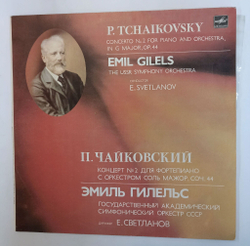 P. TCHAIKOVSKY
CONCERTO No. 2 FOR PIANO AND ORCHESTRA,
IN G MAJOR, OP. 44
EMIL GILELS
THE USSR SYMPHONY ORCHESTRA
E. SVETLANOV
П. ЧАЙКОВСКИЙ
КОНЦЕРТ № 2 ДЛЯ ФОРТЕПИАНО
С ОРКЕСТРОМ СОЛЬ МАЖОР, СОЧ. 44
ЭМИЛЬ ГИЛЕЛЬС
ГОСУДАРСТВЕННЫЙ АКАДЕМИЧЕСКИЙ
СИМФОНИЧЕСКИЙ ОРКЕСТР СССР
Е. СВЕТЛАНОВ